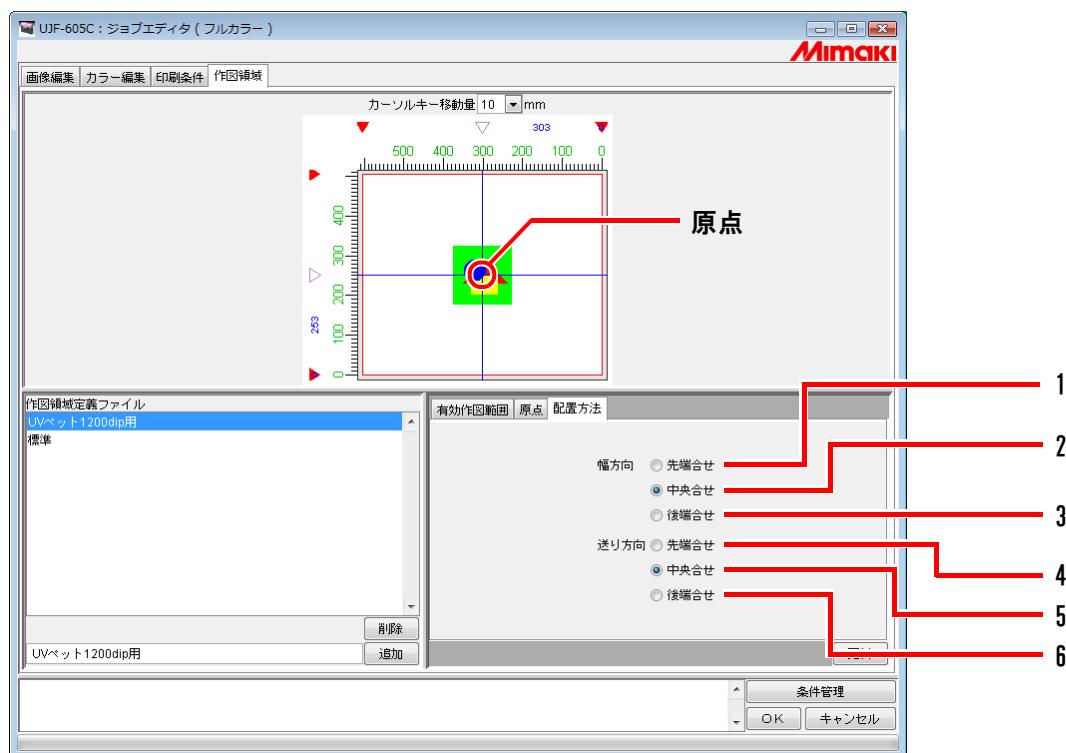 UJF-605C：ジョブエディタ ( フルカラー )
Mimaki
画像編集 カラー編集 印刷条件 作図領域
カーソルキー移動量 10 mm
303 0
500 400 300 200 100 0
400
300
200
100
0
253
原点
作図領域定義ファイル
UVペット1200dip用
標準
削除
UVペット1200dip用 追加
有効作図範囲 原点 配置方法
幅方向 先端合せ 1
中央合せ 2
後端合せ 3
送り方向 先端合せ 4
中央合せ 5
後端合せ 6
条件管理
OK キャンセル